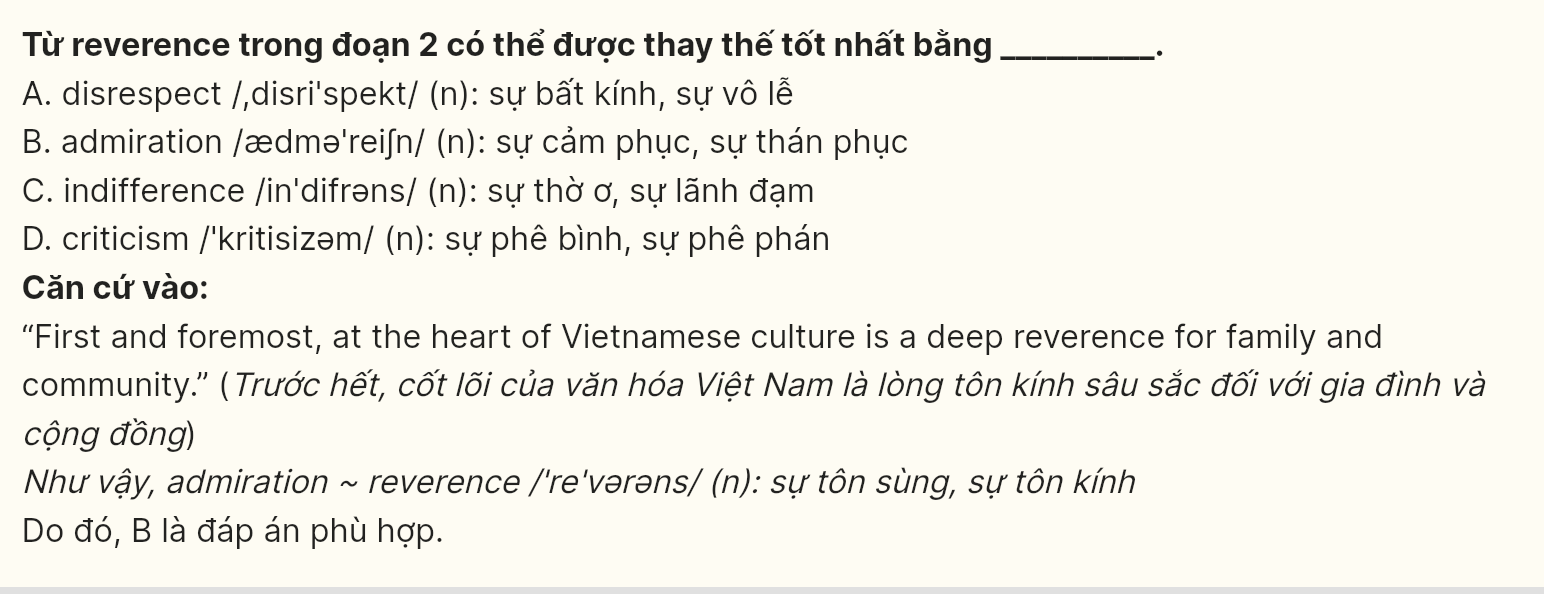 Từ reverence trong đoạn 2 có thể được thay thế tốt nhất bằng __________.
A. disrespect /,disri'spekt/ (n): sự bất kính, sự vô lễ
B. admiration /ædmə'reiʃn/ (n): sự cảm phục, sự thán phục
C. indifference /in'difrəns/ (n): sự thờ ơ, sự lãnh đạm
D. criticism /'kritisizəm/ (n): sự phê bình, sự phê phán
Căn cứ vào:
“First and foremost, at the heart of Vietnamese culture is a deep reverence for family and
community.” (Trước hết, cốt lõi của văn hóa Việt Nam là lòng tôn kính sâu sắc đối với gia đình và
cộng đồng)
Như vậy, admiration ~ reverence /'re'vərəns/ (n): sự tôn sùng, sự tôn kính
Do đó, B là đáp án phù hợp.